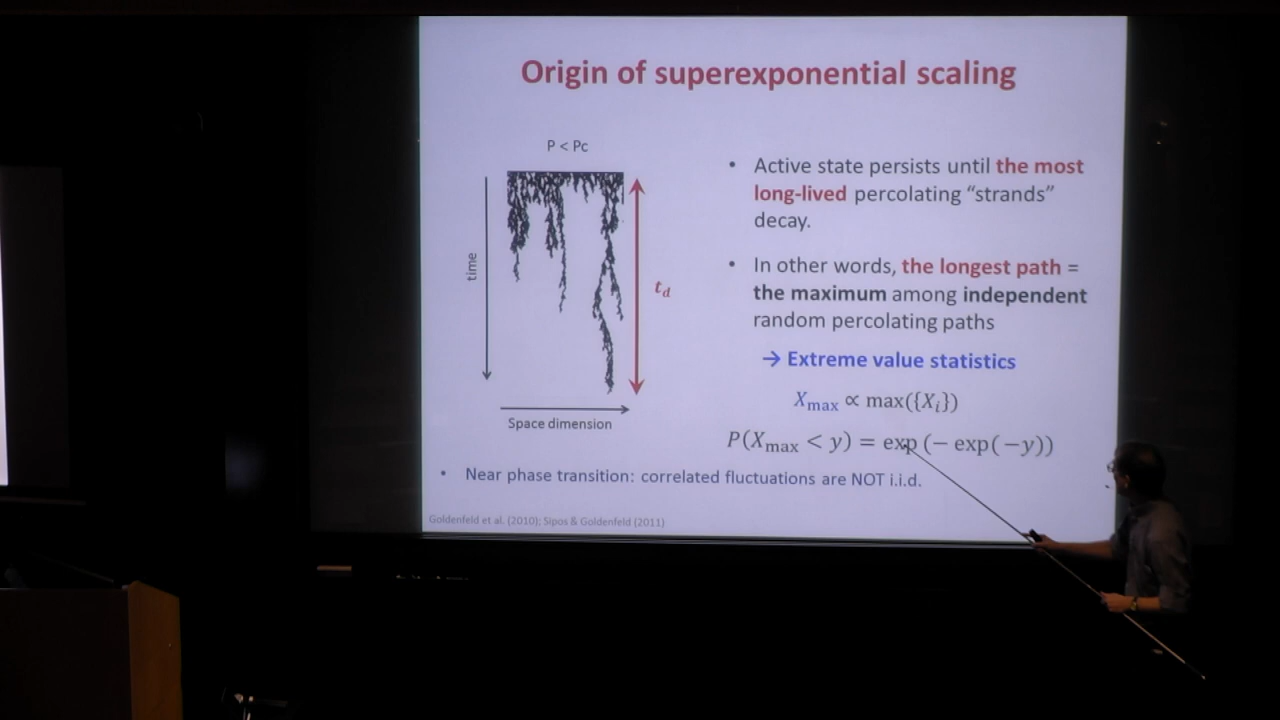 Origin of superexponential scaling
P < Pc
time
t_d
Space dimension
• Active state persists until the most
long-lived percolating “strands”
decay.
• In other words, the longest path =
the maximum among independent
random percolating paths
→ Extreme value statistics
X_max ∝ max({X_i})
P(X_max < y) = exp (− exp(−y))
• Near phase transition: correlated fluctuations are NOT i.i.d.
Goldenfeld et al. (2010); Sipos & Goldenfeld (2011)